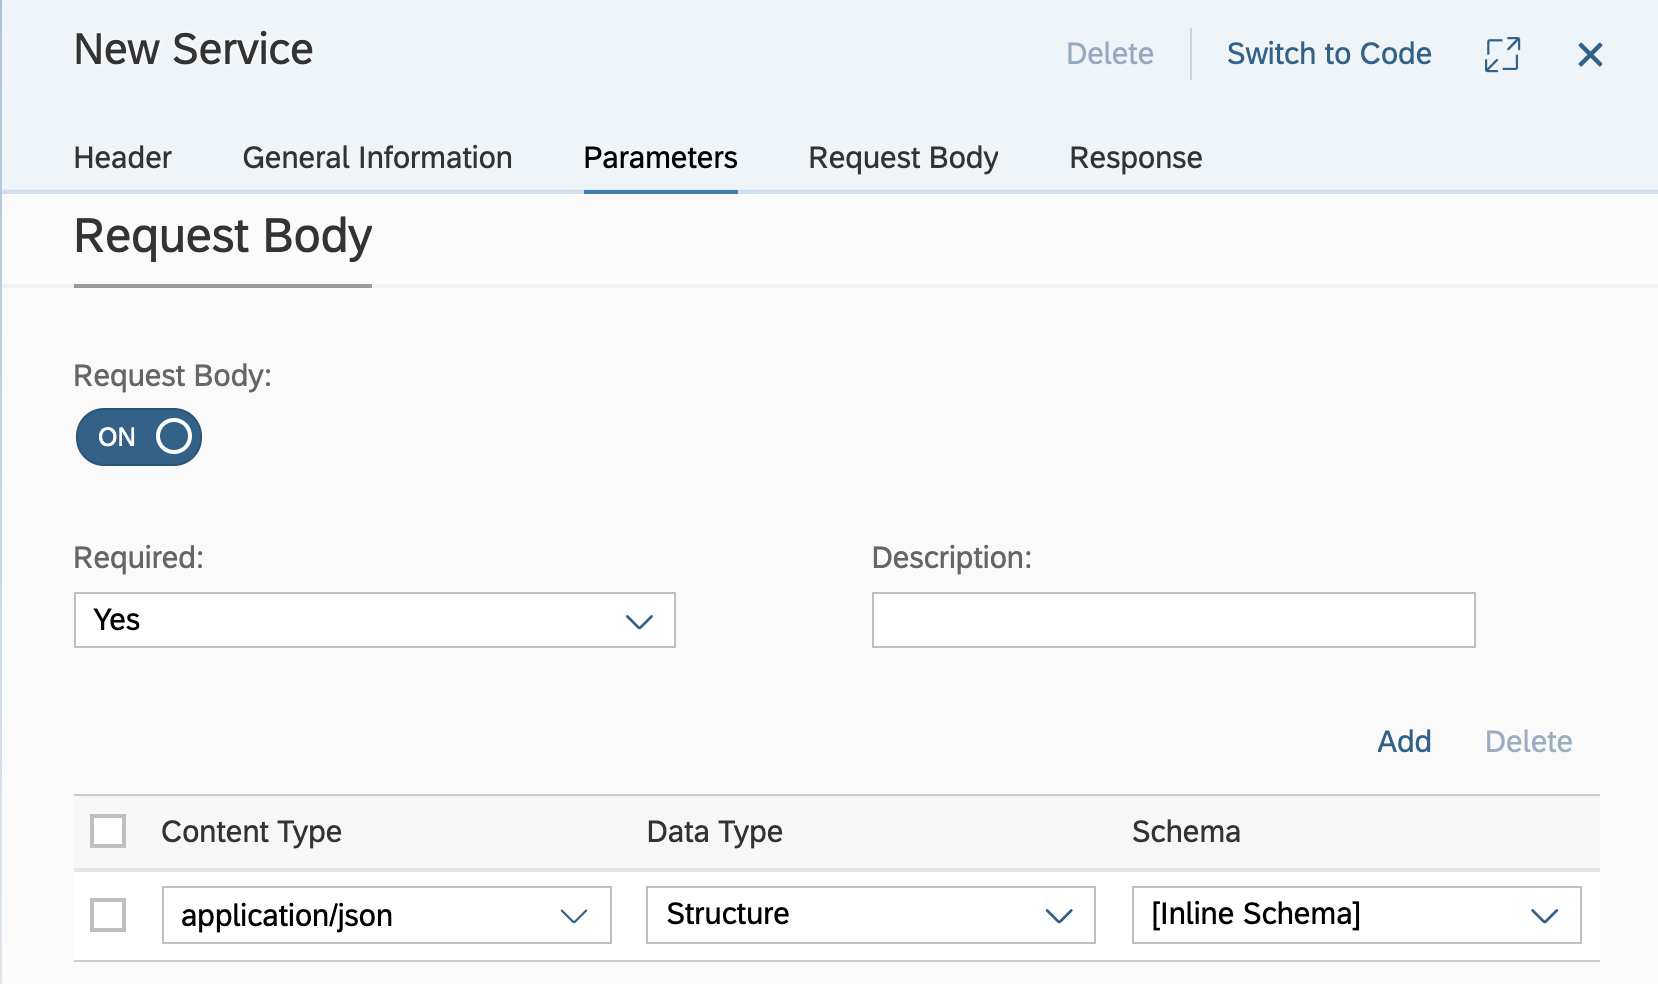 New Service
Delete
Switch to Code
Header General Information Parameters Request Body Response
Request Body
Request Body:
ON
Required: Description:
Yes
Add Delete
Content Type Data Type Schema
application/json Structure [Inline Schema]